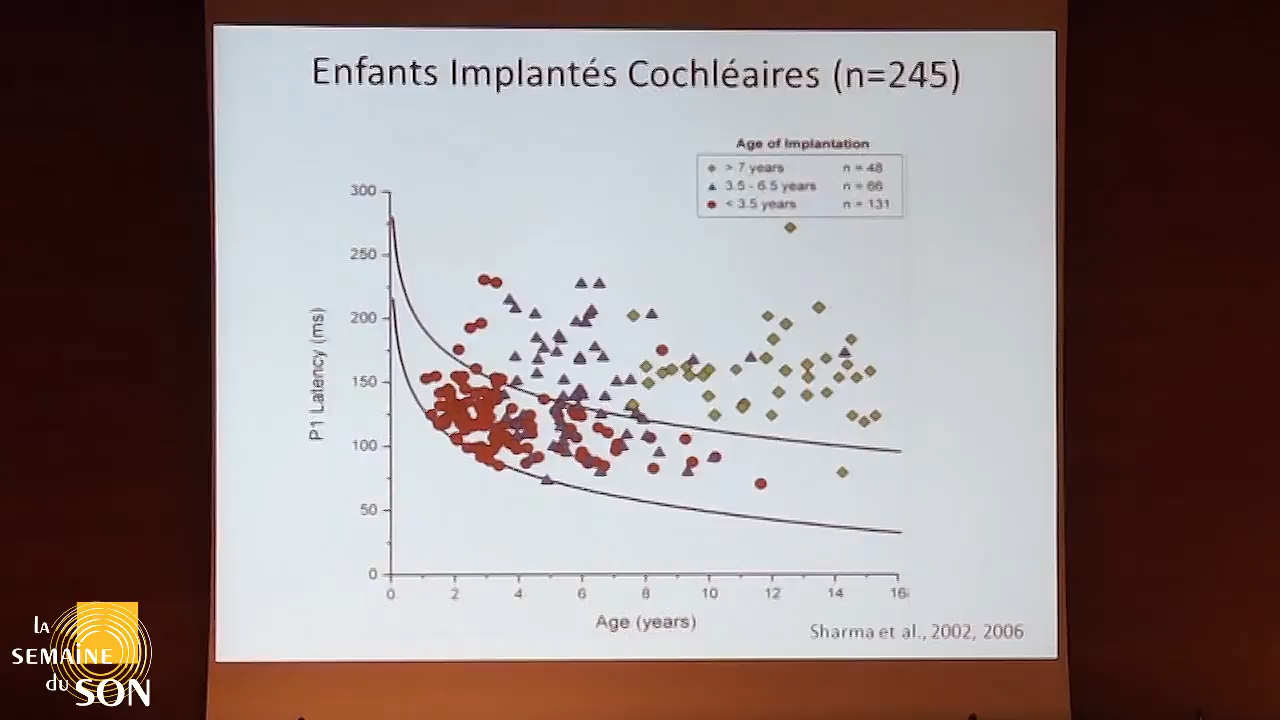 Enfants Implantés Cochléaires (n=245)
Age of Implantation
> 7 years n = 48
3.5 - 6.5 years n = 66
< 3.5 years n = 131
300
250
200
150
100
50
0
P1 Latency (ms)
0 2 4 6 8 10 12 14 16
Age (years)
Sharma et al., 2002, 2006
la
SEMAINE
du SON